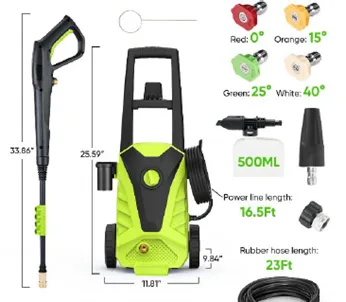 Red: 0° Orange: 15°
Green: 25° White: 40°
33.86"
25.59"
500ML
Power line length:
16.5Ft
9.84"
11.81"
Rubber hose length:
23Ft